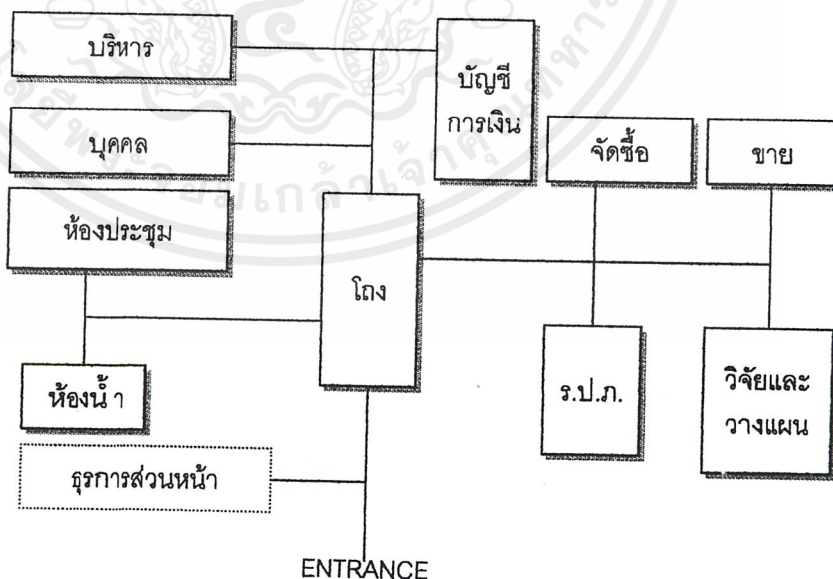 บริหาร
บัญชี
การเงิน
บุคคล
จัดซื้อ
ขาย
ห้องประชุม
โถง
ห้องน้ำ
ร.ป.ภ.
วิจัยและ
วางแผน
ธุรการส่วนหน้า
ENTRANCE